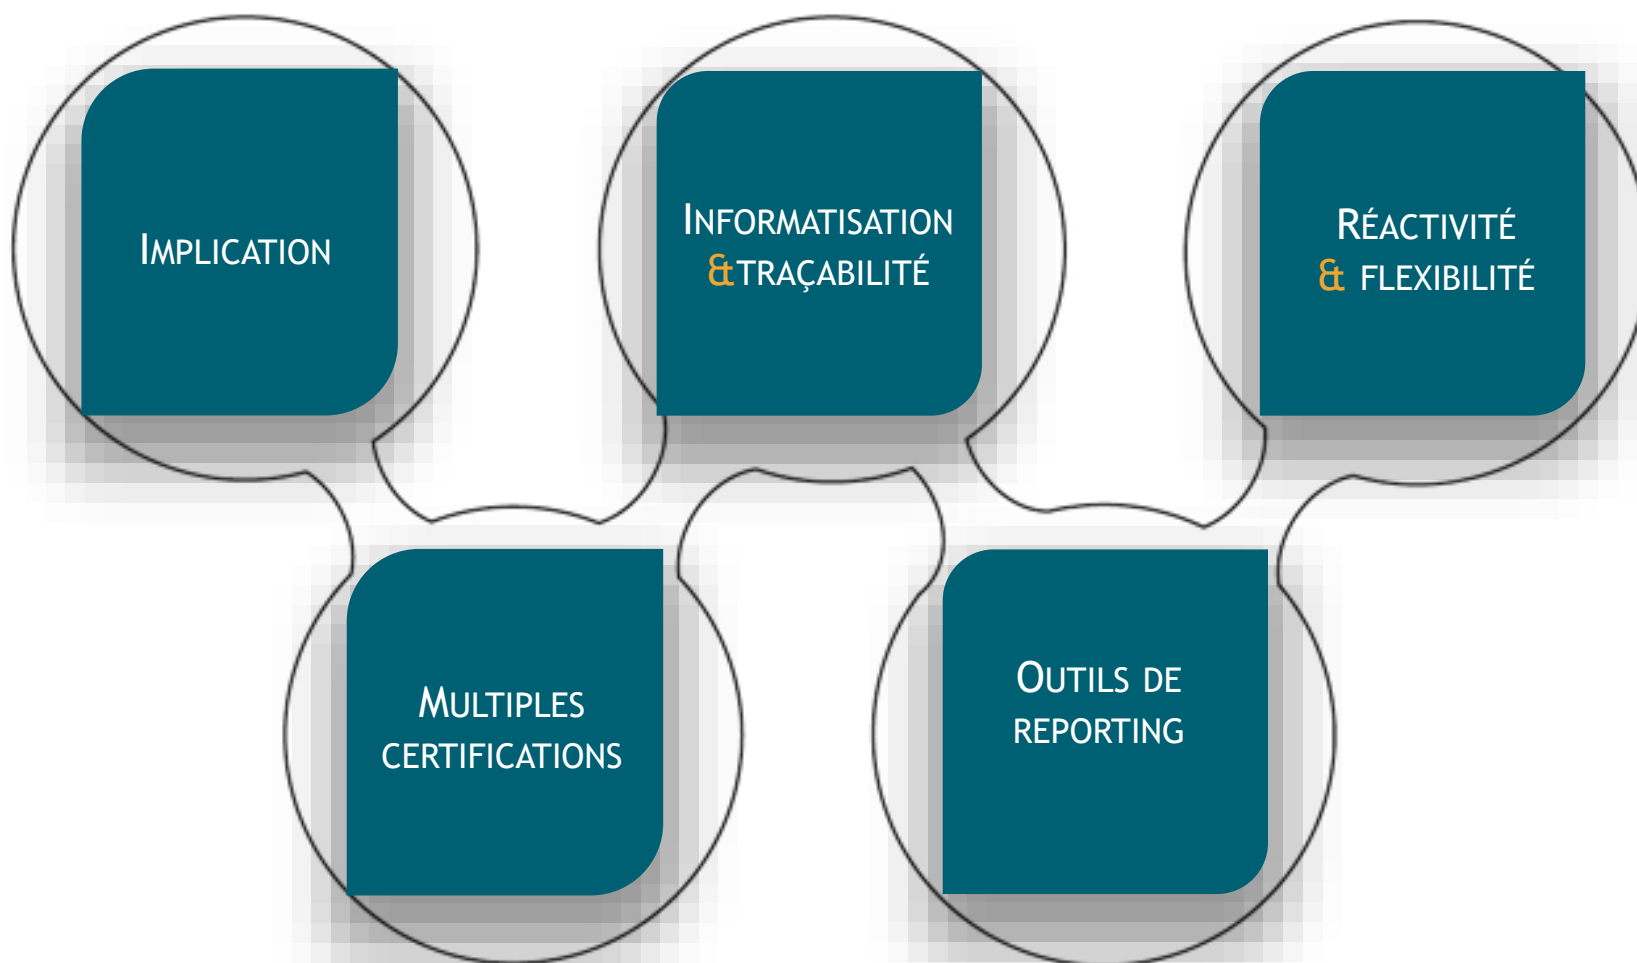 Implication
Informatisation
&traçabilité
Réactivité
& flexibilité
Multiples
certifications
Outils de
reporting